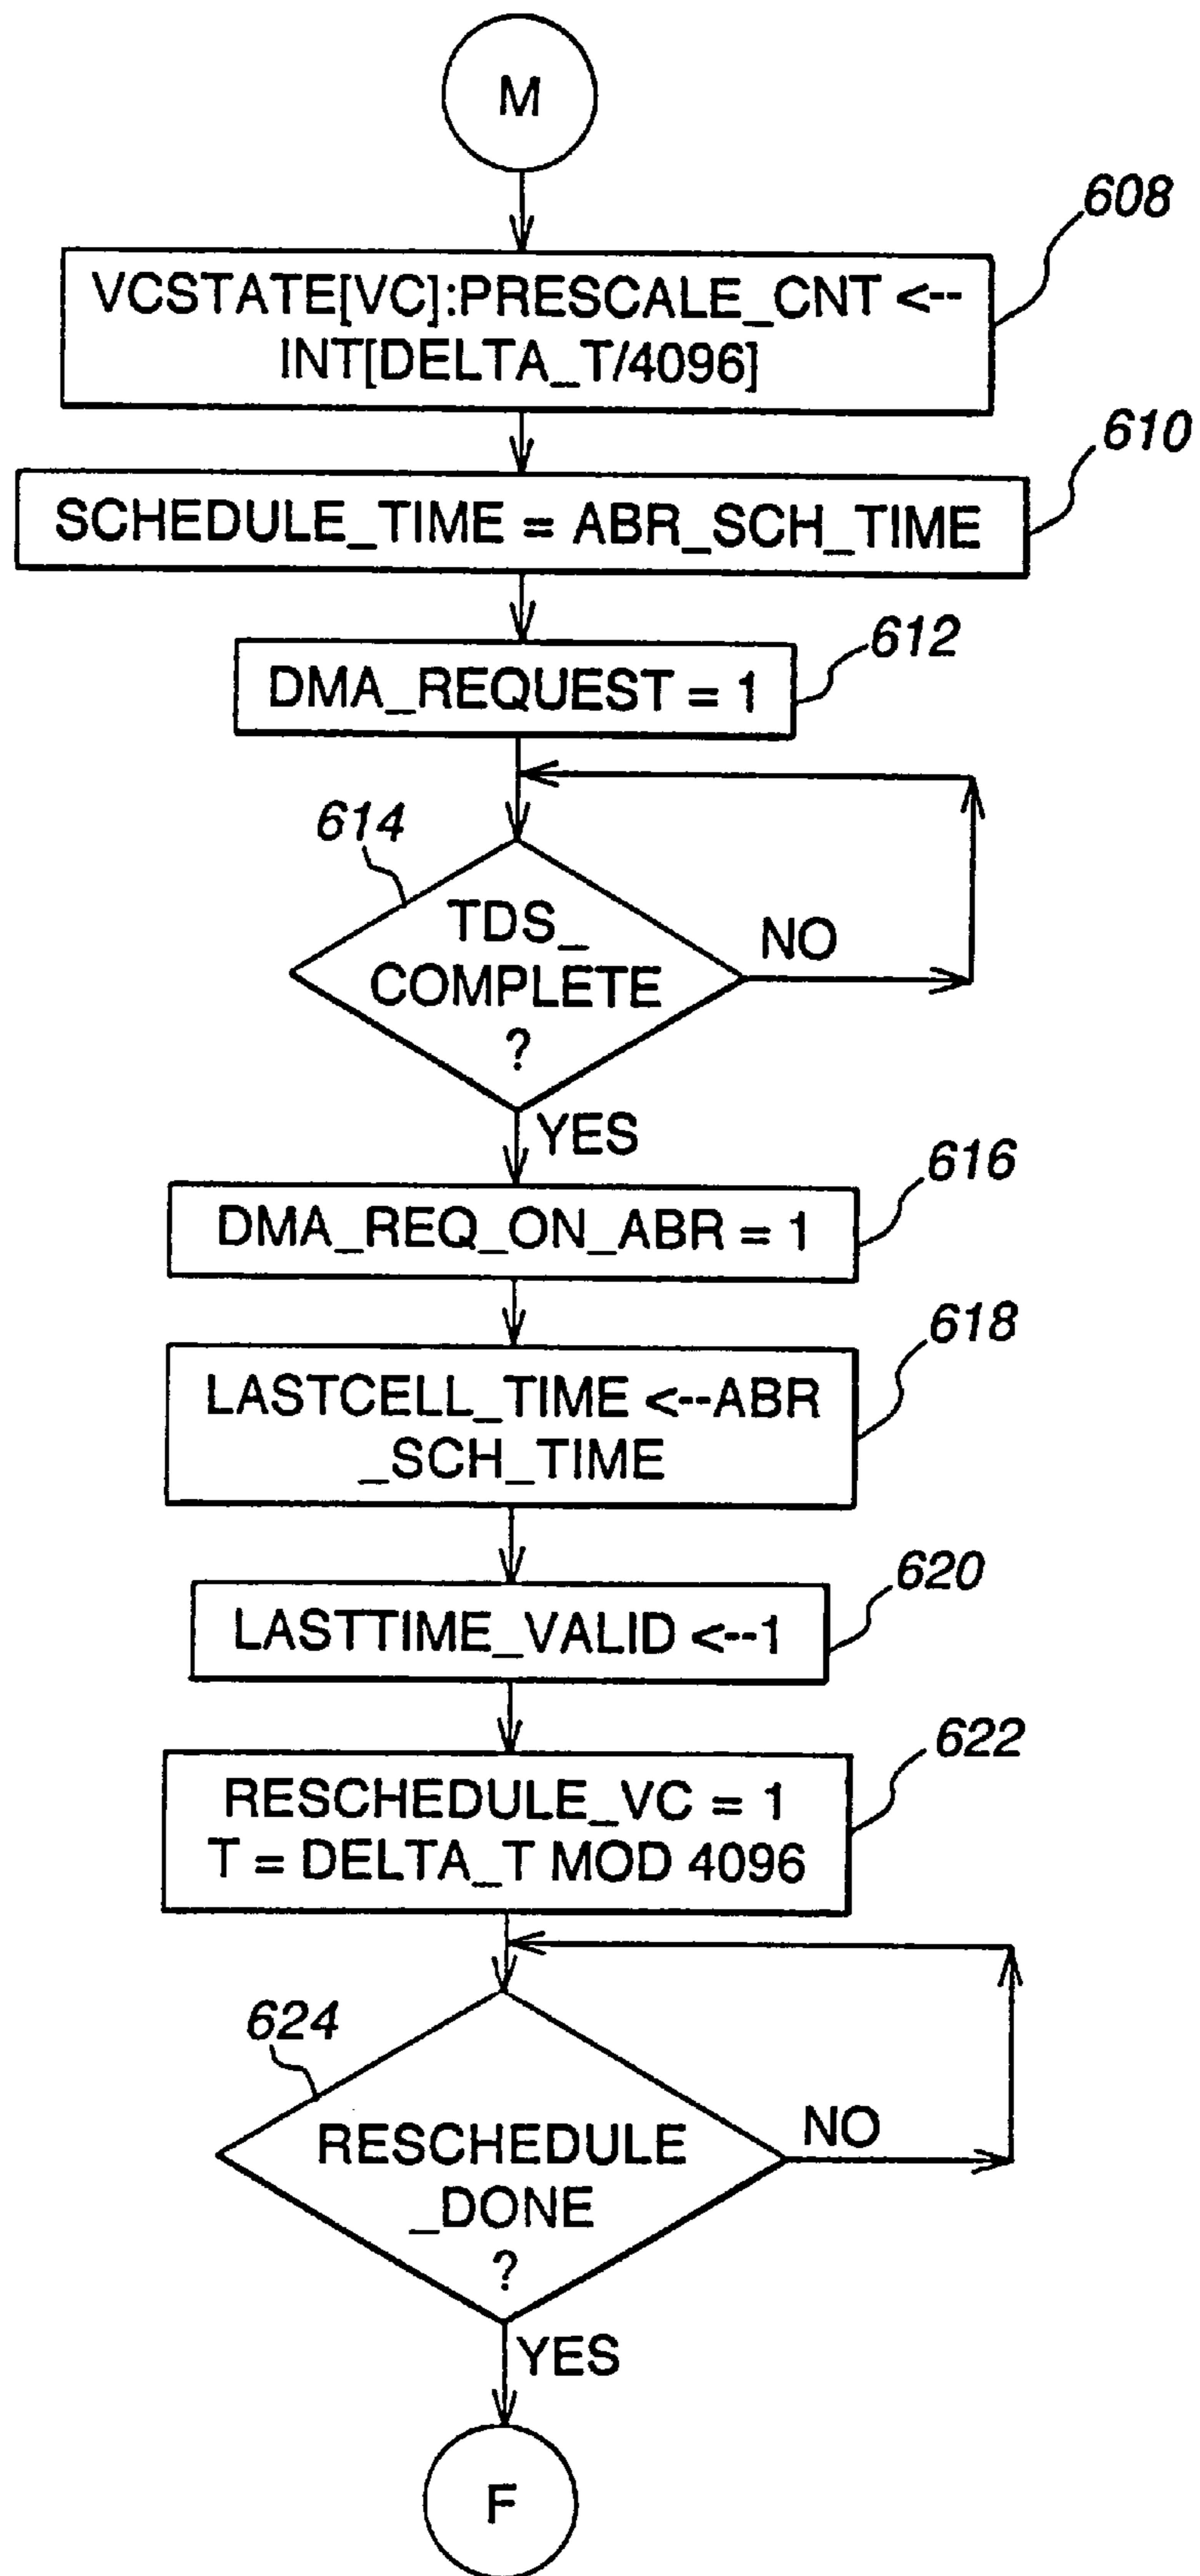 M
608
VCSTATE[VC]:PRESCALE_CNT <--
INT[DELTA_T/4096]
610
SCHEDULE_TIME = ABR_SCH_TIME
612
DMA_REQUEST = 1
614
TDS_
COMPLETE
?
NO
YES
616
DMA_REQ_ON_ABR = 1
618
LASTCELL_TIME <--ABR
_SCH_TIME
620
LASTTIME_VALID <--1
622
RESCHEDULE_VC = 1
T = DELTA_T MOD 4096
624
RESCHEDULE
_DONE
?
NO
YES
F